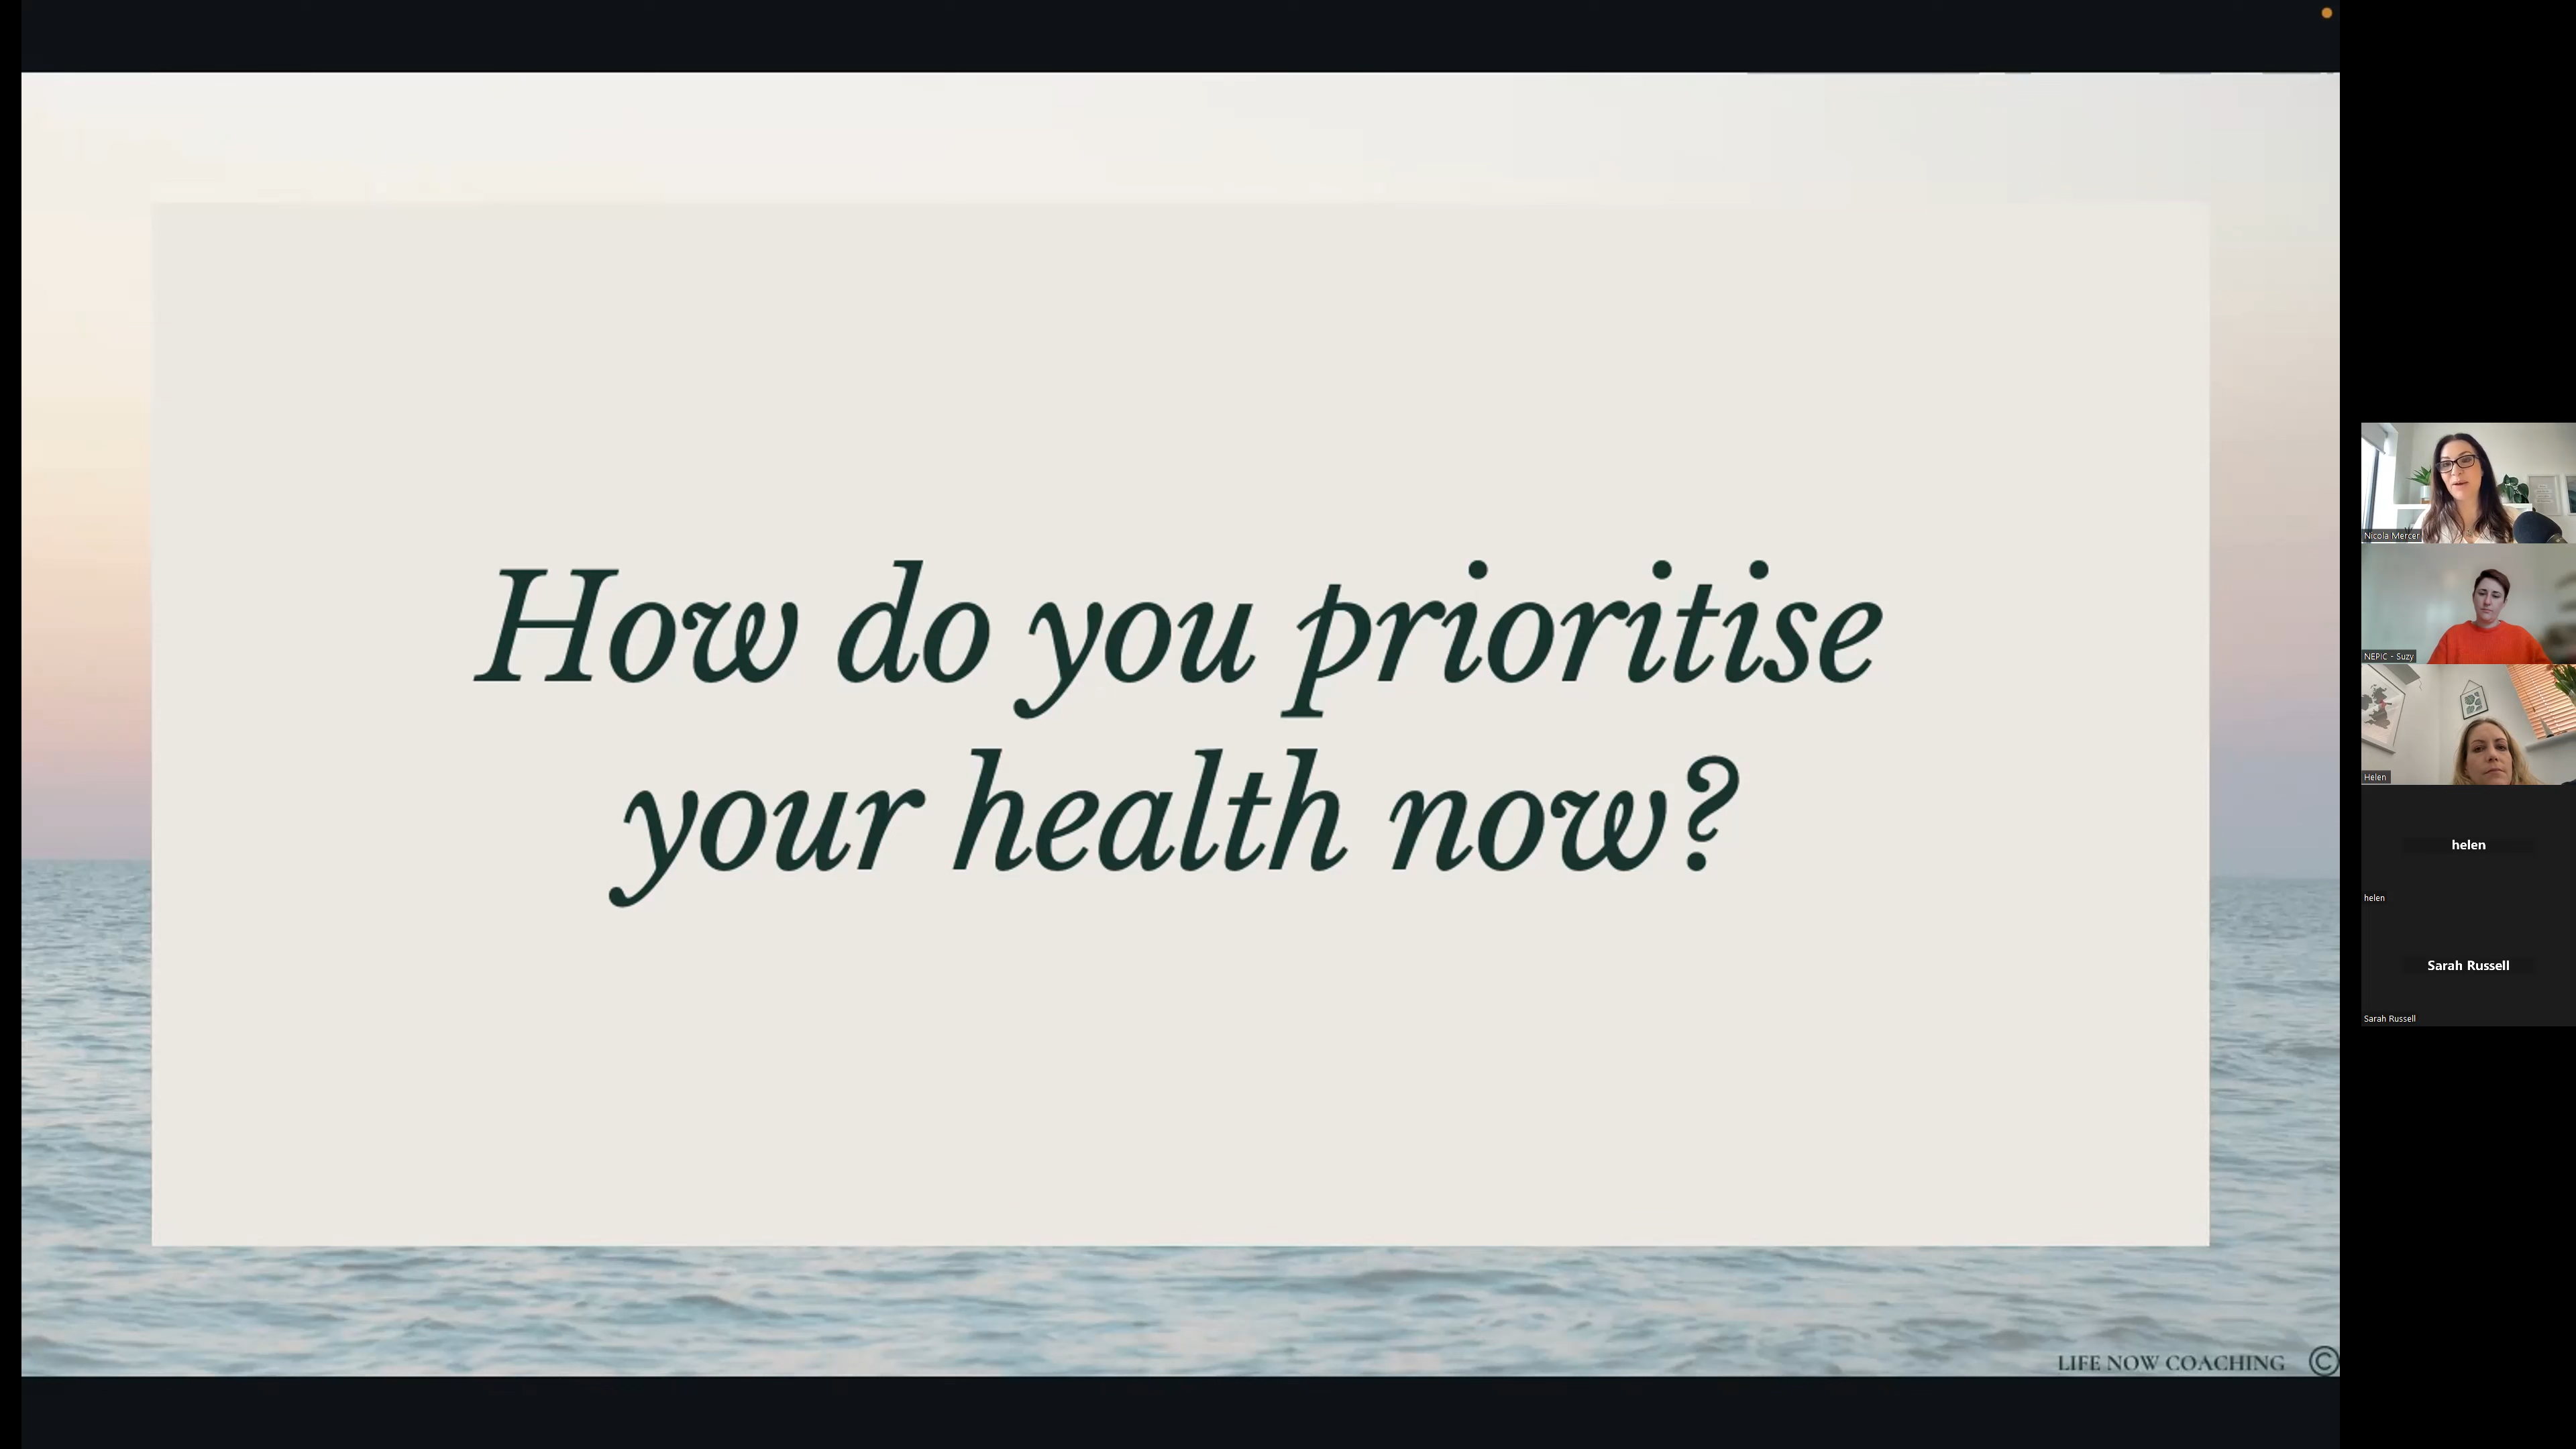 How do you prioritise
your health now?
LIFE NOW COACHING ©
Nicola Mercer
NEPIC - Suzy
Helen
helen
helen
Sarah Russell
Sarah Russell